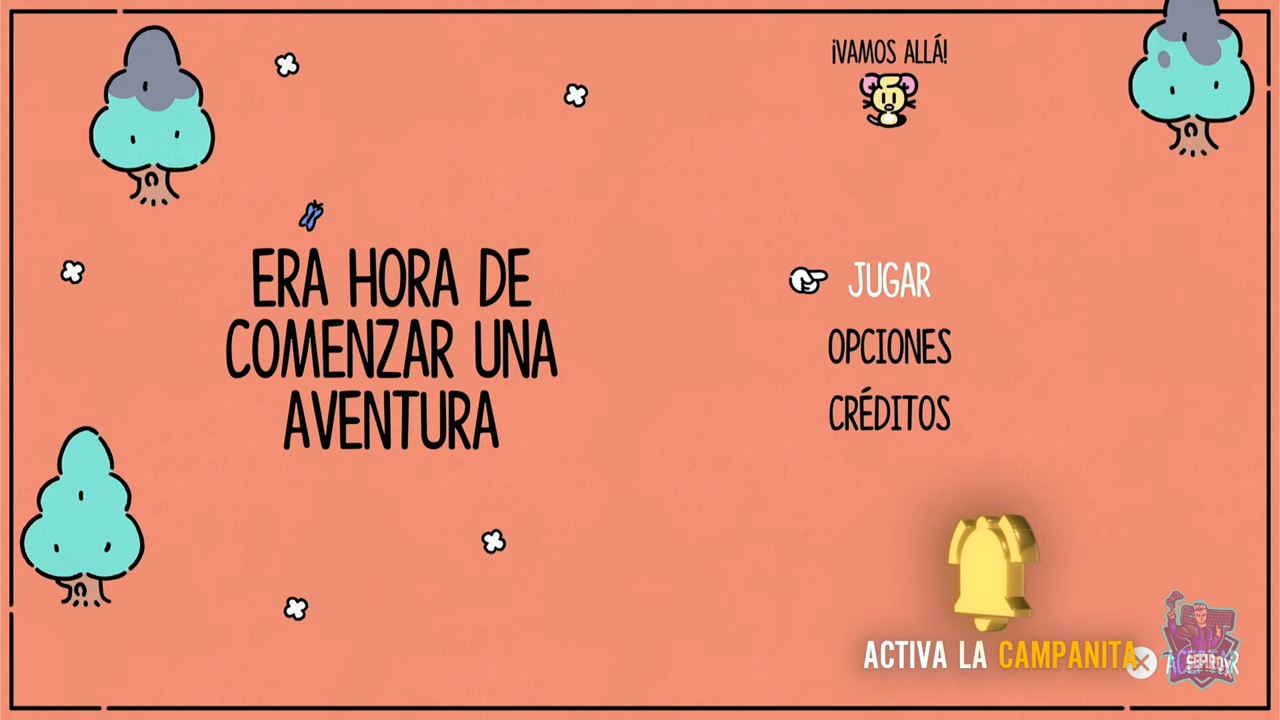 ¡VAMOS ALLÁ!
ERA HORA DE
COMENZAR UNA
AVENTURA
JUGAR
OPCIONES
CRÉDITOS
ACTIVA LA CAMPANITA